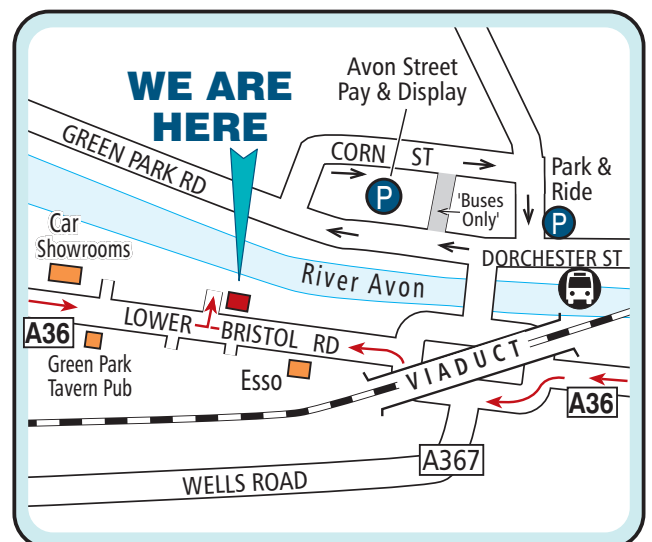 WE ARE
HERE
Avon Street
Pay & Display
GREEN PARK RD
CORN ST
P
'Buses
Only'
Park &
Ride
P
DORCHESTER ST
River Avon
Car
Showrooms
A36
LOWER BRISTOL RD
Green Park
Tavern Pub
Esso
VIADUCT
A36
A367
WELLS ROAD